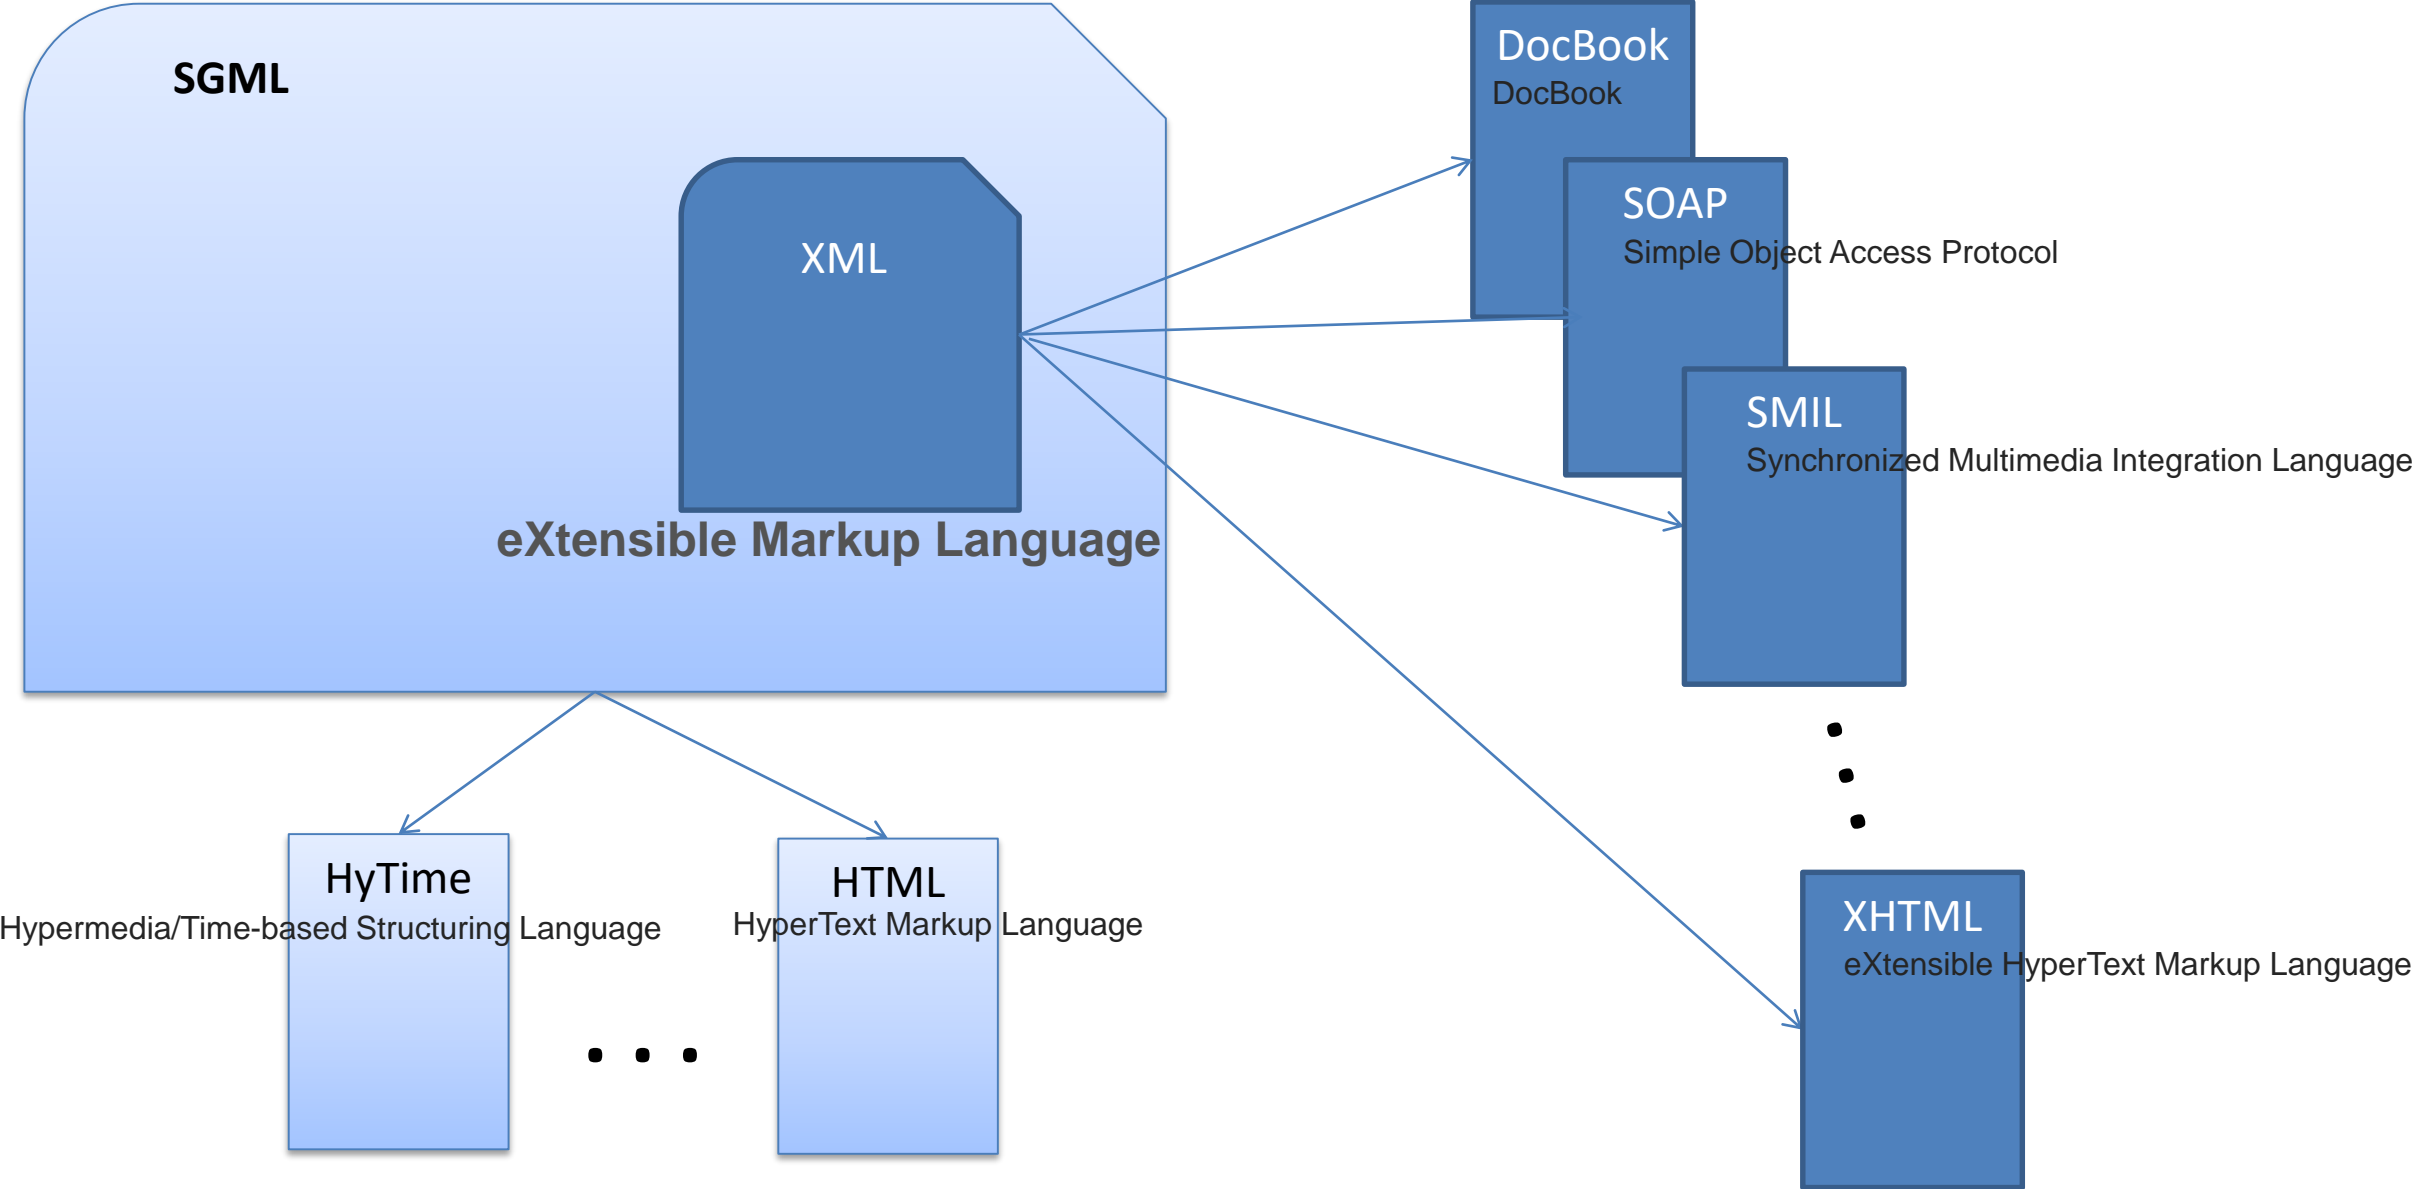 SGML
XML
eXtensible Markup Language
DocBook
DocBook
SOAP
Simple Object Access Protocol
SMIL
Synchronized Multimedia Integration Language
XHTML
eXtensible HyperText Markup Language
HyTime
Hypermedia/Time-based Structuring Language
HTML
HyperText Markup Language